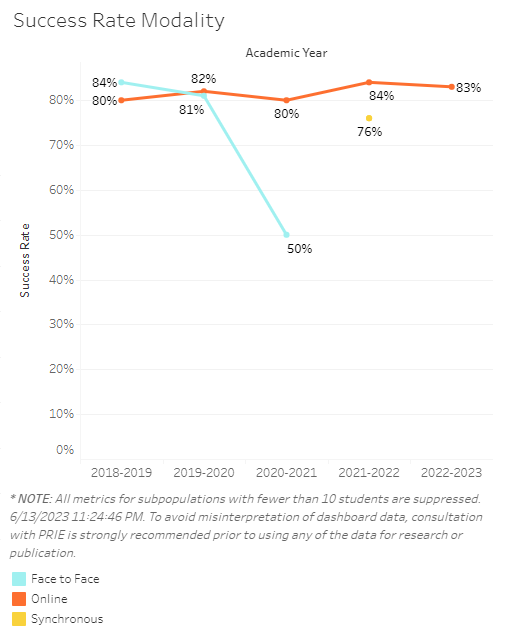 Success Rate Modality
Academic Year
84%
82%
80%
81%
80%
84%
83%
76%
50%
Success Rate
80%
70%
60%
50%
40%
30%
20%
10%
0%
2018-2019 2019-2020 2020-2021 2021-2022 2022-2023
* NOTE: All metrics for subpopulations with fewer than 10 students are suppressed.
6/13/2023 11:24:46 PM. To avoid misinterpretation of dashboard data, consultation
with PRIE is strongly recommended prior to using any of the data for research or
publication.
Face to Face
Online
Synchronous